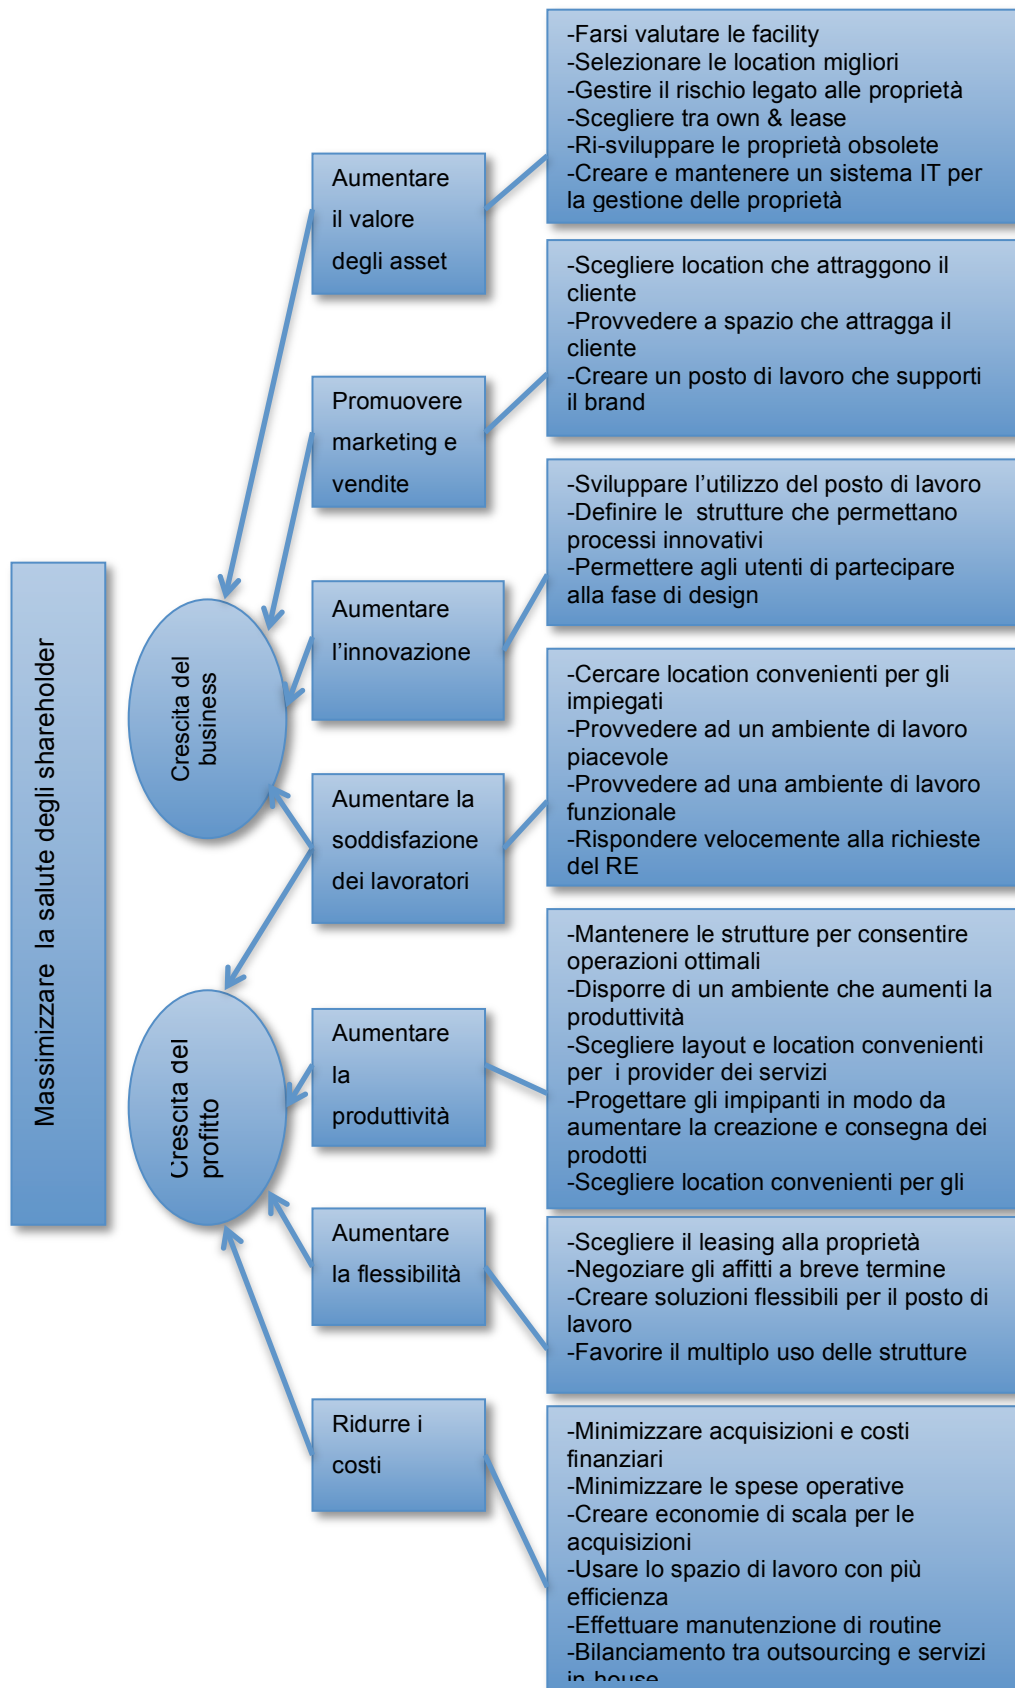 Massimizzare la salute degli shareholder
Crescita del
business
Crescita del
profitto
Aumentare
il valore
degli asset
Promuovere
marketing e
vendite
Aumentare
l’innovazione
Aumentare la
soddisfazione
dei lavoratori
Aumentare
la
produttività
Aumentare
la flessibilità
Ridurre i
costi
-Farsi valutare le facility
-Selezionare le location migliori
-Gestire il rischio legato alle proprietà
-Scegliere tra own & lease
-Ri-sviluppare le proprietà obsolete
-Creare e mantenere un sistema IT per
la gestione delle proprietà
-Scegliere location che attraggono il
cliente
-Provvedere a spazio che attragga il
cliente
-Creare un posto di lavoro che supporti
il brand
-Sviluppare l’utilizzo del posto di lavoro
-Definire le strutture che permettano
processi innovativi
-Permettere agli utenti di partecipare
alla fase di design
-Cercare location convenienti per gli
impiegati
-Provvedere ad un ambiente di lavoro
piacevole
-Provvedere ad una ambiente di lavoro
funzionale
-Rispondere velocemente alla richieste
del RE
-Mantenere le strutture per consentire
operazioni ottimali
-Disporre di un ambiente che aumenti la
produttività
-Scegliere layout e location convenienti
per i provider dei servizi
-Progettare gli impipanti in modo da
aumentare la creazione e consegna dei
prodotti
-Scegliere location convenienti per gli
-Scegliere il leasing alla proprietà
-Negoziare gli affitti a breve termine
-Creare soluzioni flessibili per il posto di
lavoro
-Favorire il multiplo uso delle strutture
-Minimizzare acquisizioni e costi
finanziari
-Minimizzare le spese operative
-Creare economie di scala per le
acquisizioni
-Usare lo spazio di lavoro con più
efficienza
-Effettuare manutenzione di routine
-Bilanciamento tra outsourcing e servizi
in-house